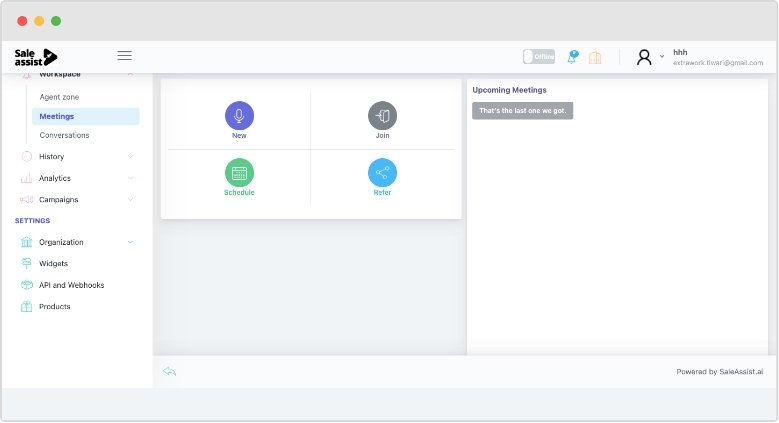 Sale
assist
Offline
hhh
extrawork.tiwari@gmail.com
Workspace
Agent zone
Meetings
Conversations
History
Analytics
Campaigns
SETTINGS
Organization
Widgets
API and Webhooks
Products
New
Join
Schedule
Refer
Upcoming Meetings
That's the last one we got.
Powered by SaleAssist.ai